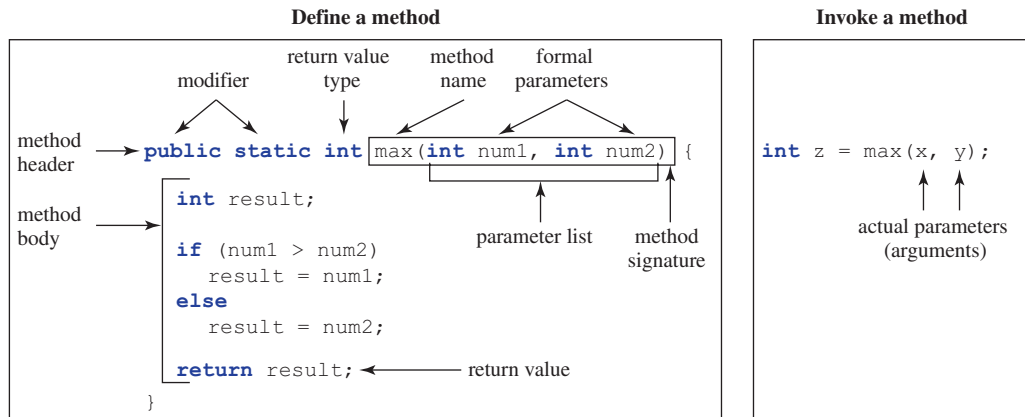 Define a method
Invoke a method
return value type
method name
formal parameters
modifier
method header
public static int max(int num1, int num2) {
int result;
method body
parameter list
method signature
if (num1 > num2)
result = num1;
else
result = num2;
return result;
return value
}
int z = max(x, y);
actual parameters
(arguments)